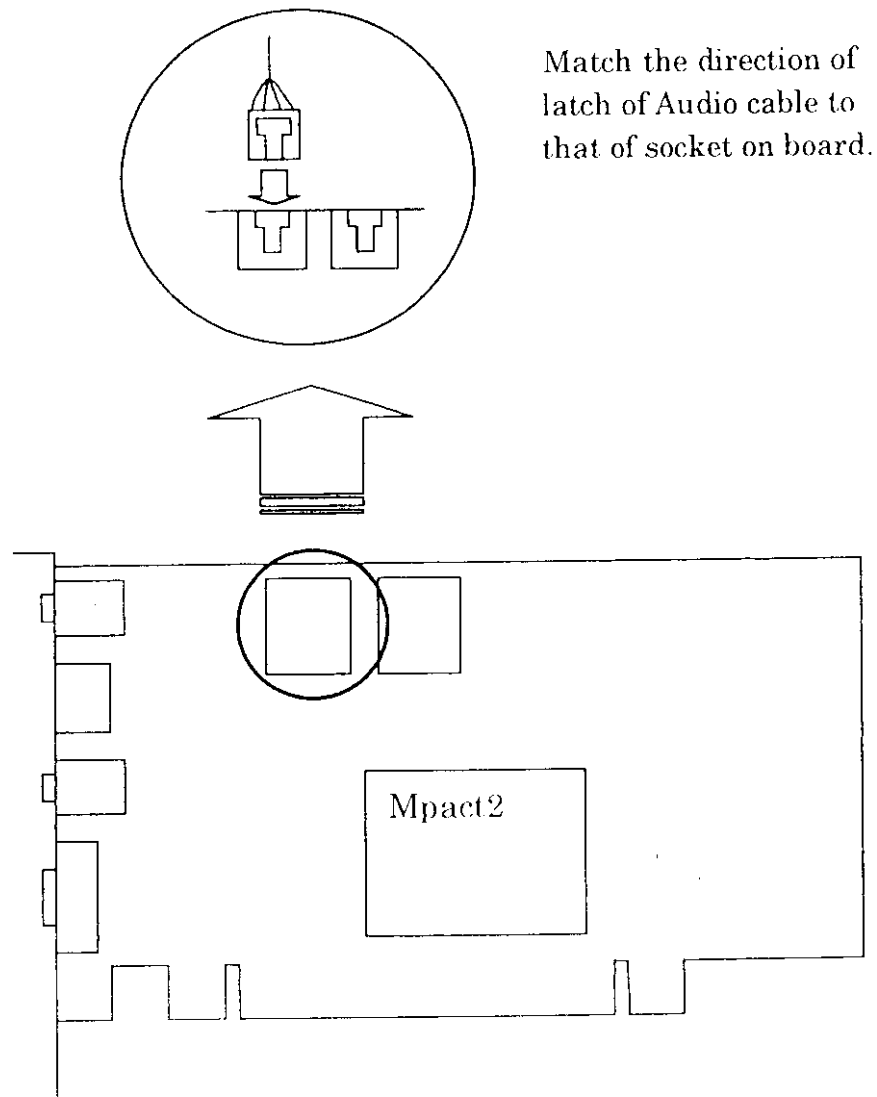 Match the direction of
latch of Audio cable to
that of socket on board.
Mpact2